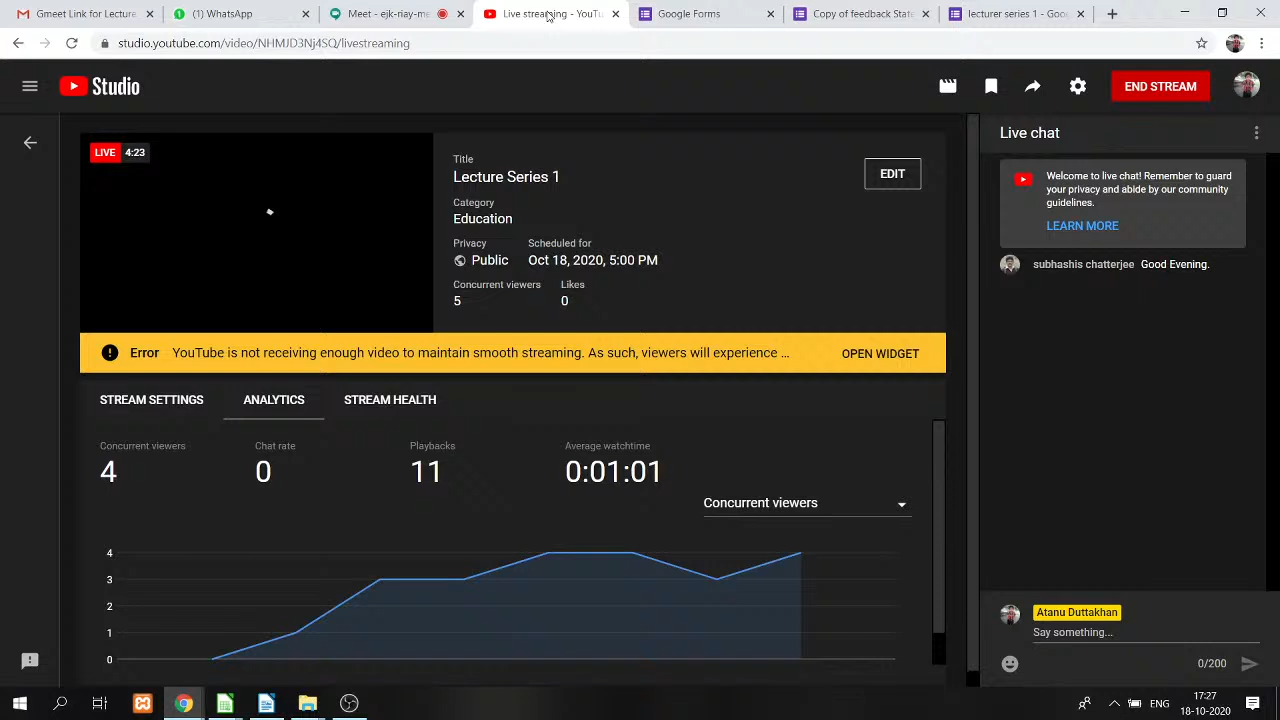 Gmeet Link for Lecture
(1) WhatsApp
Meet - ejk-riay-me
Live streaming - YouTu
Google Forms
Copy of feedback State
lecturer series 1 - Goo
studio.youtube.com/video/NHMJD3Nj4SQ/livestreaming
Studio
END STREAM
LIVE 4:23
Title
Lecture Series 1
EDIT
Category
Education
Privacy
Scheduled for
Public
Oct 18, 2020, 5:00 PM
Concurrent viewers
Likes
5
0
Error YouTube is not receiving enough video to maintain smooth streaming. As such, viewers will experience ...
OPEN WIDGET
STREAM SETTINGS
ANALYTICS
STREAM HEALTH
Concurrent viewers
Chat rate
Playbacks
Average watchtime
4
0
11
0:01:01
Concurrent viewers
4
3
2
1
0
Live chat
Welcome to live chat! Remember to guard
your privacy and abide by our community
guidelines.
LEARN MORE
subhashis chatterjee Good Evening.
Atanu Duttakhan
Say something...
0/200
ENG
17:27
18-10-2020